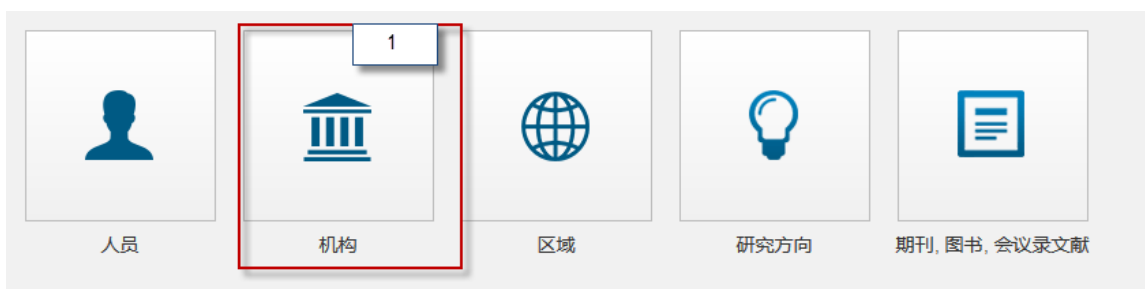 1
人员
机构
区域
研究方向
期刊, 图书, 会议录文献